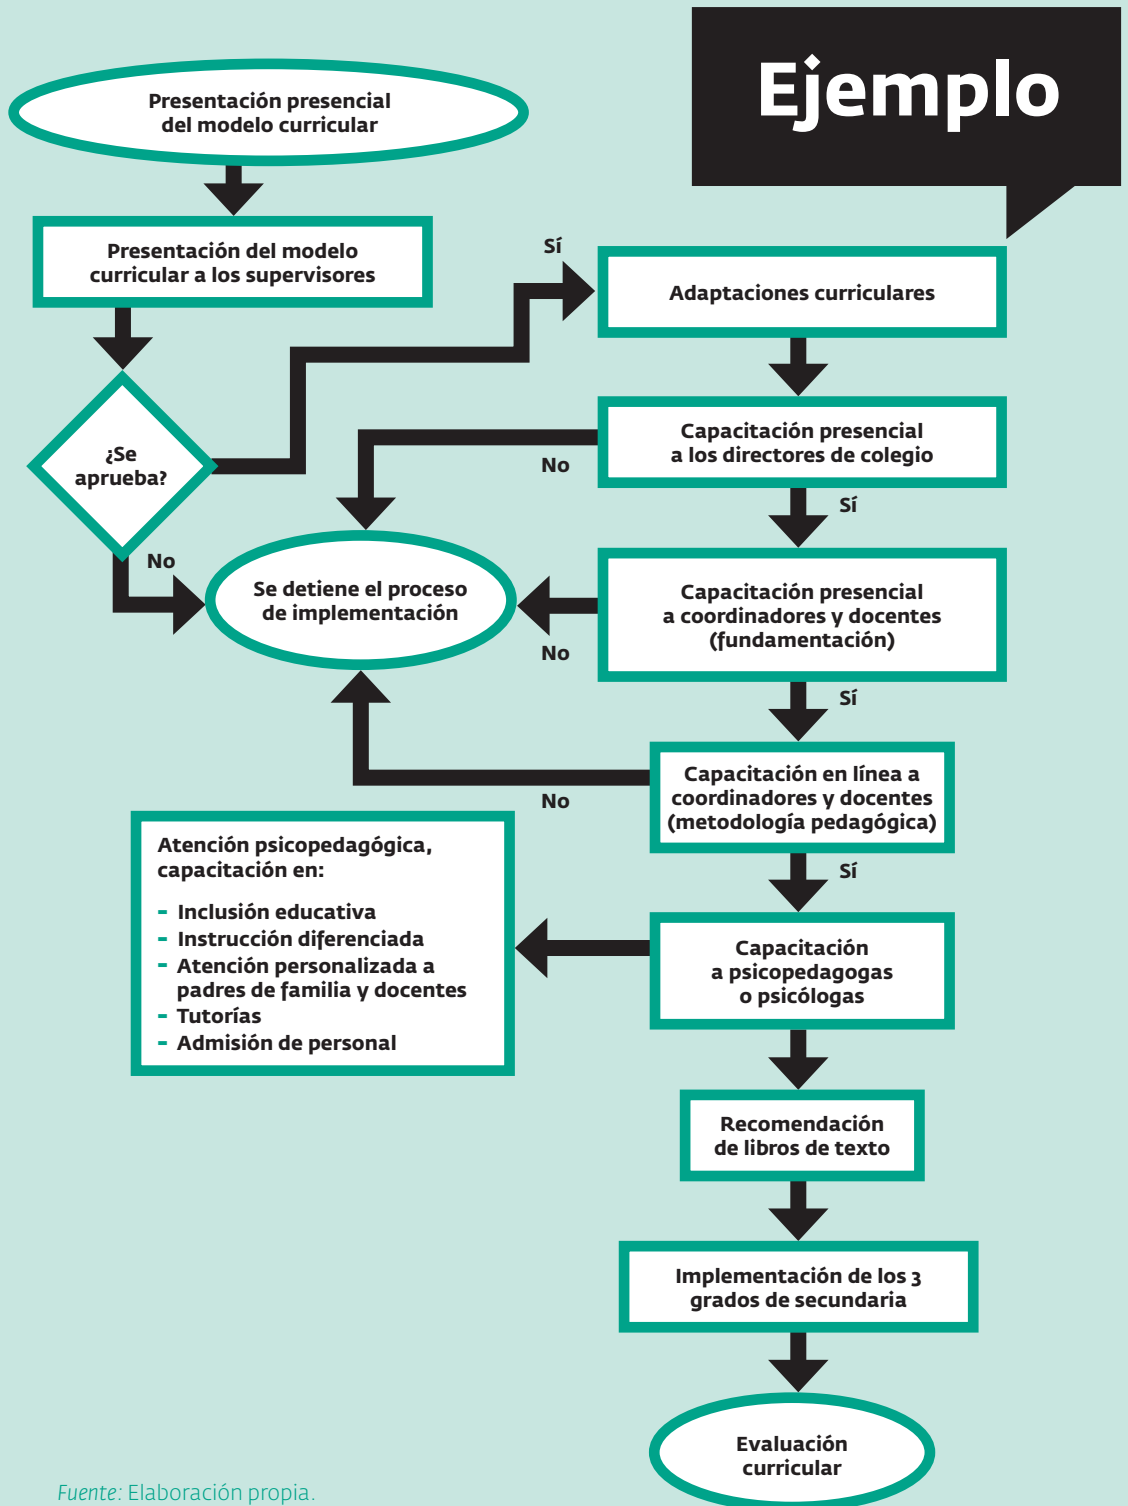 Ejemplo
Presentación presencial
del modelo curricular
Presentación del modelo
curricular a los supervisores
¿Se
aprueba?
Sí
No
Adaptaciones curriculares
Capacitación presencial
a los directores de colegio
No
Sí
Se detiene el proceso
de implementación
Capacitación presencial
a coordinadores y docentes
(fundamentación)
No
Sí
Capacitación en línea a
coordinadores y docentes
(metodología pedagógica)
No
Sí
Atención psicopedagógica,
capacitación en:
- Inclusión educativa
- Instrucción diferenciada
- Atención personalizada a
padres de familia y docentes
- Tutorías
- Admisión de personal
Capacitación
a psicopedagogas
o psicólogas
Recomendación
de libros de texto
Implementación de los 3
grados de secundaria
Evaluación
curricular
Fuente: Elaboración propia.